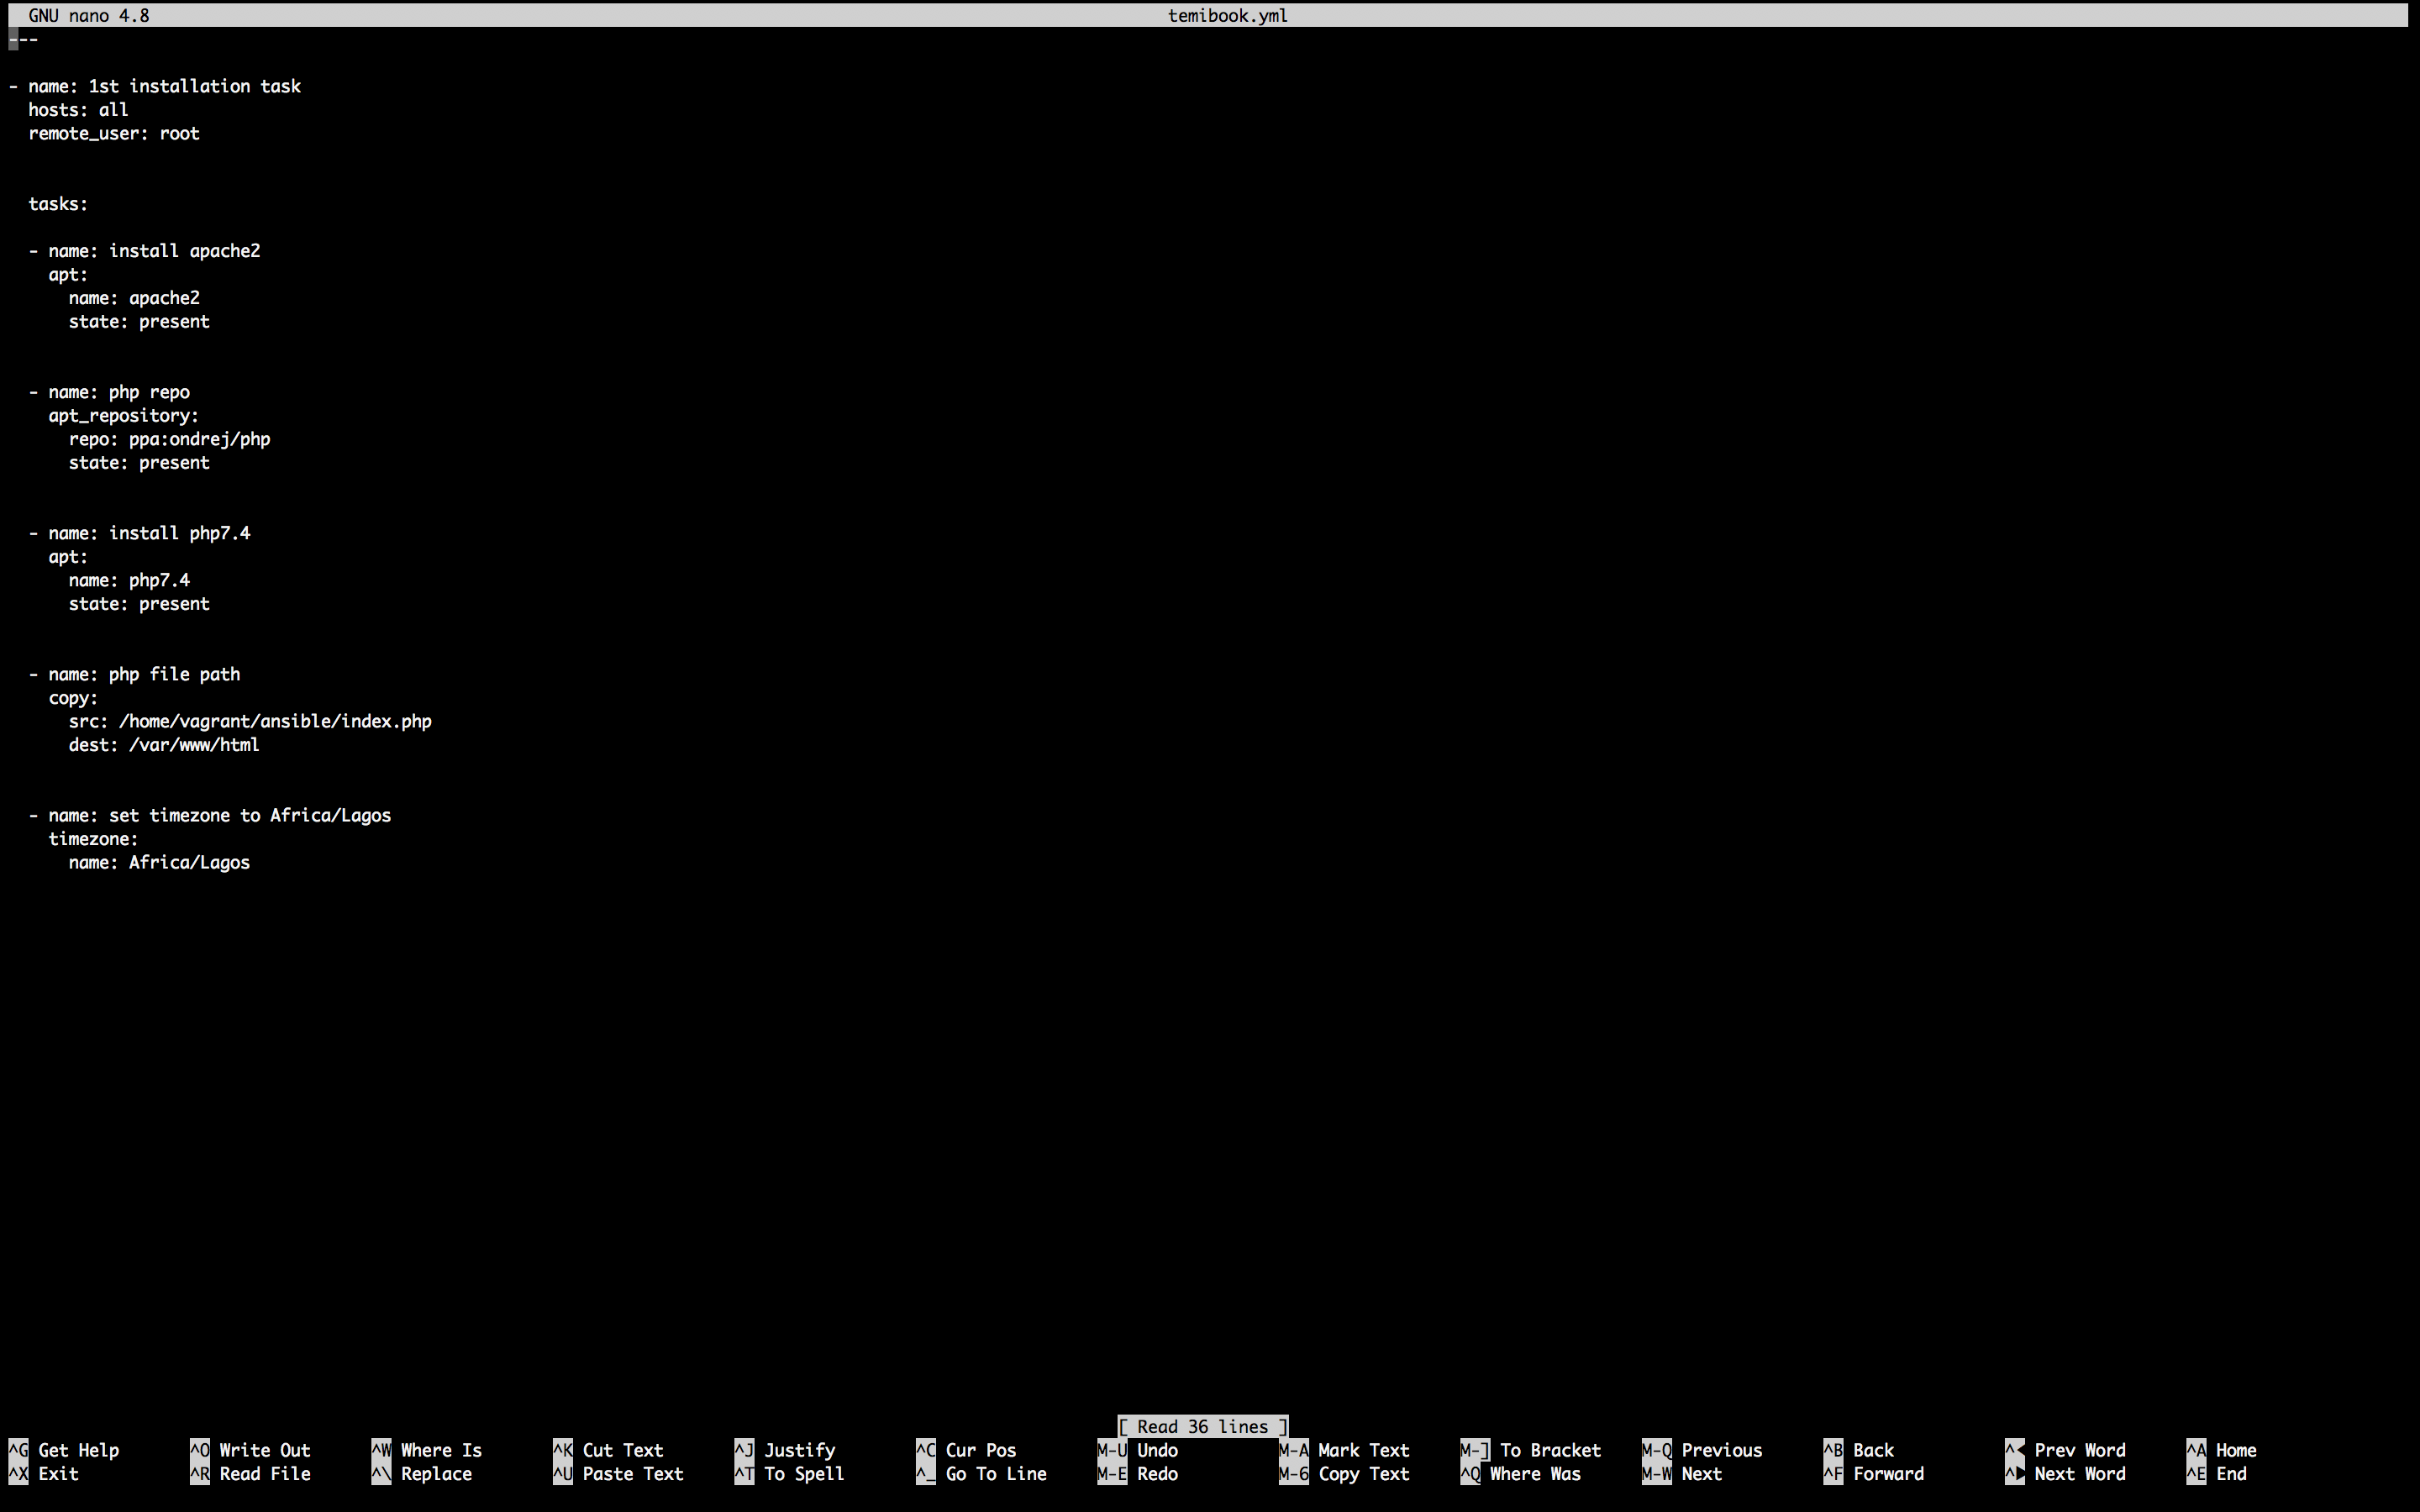 GNU nano 4.8 temibook.yml
---
- name: 1st installation task
  hosts: all
  remote_user: root
  tasks:
  - name: install apache2
    apt:
      name: apache2
      state: present
  - name: php repo
    apt_repository:
      repo: ppa:ondrej/php
      state: present
  - name: install php7.4
    apt:
      name: php7.4
      state: present
  - name: php file path
    copy:
      src: /home/vagrant/ansible/index.php
      dest: /var/www/html
  - name: set timezone to Africa/Lagos
    timezone:
      name: Africa/Lagos
[ Read 36 lines ]
^G Get Help ^O Write Out ^W Where Is ^K Cut Text ^J Justify ^C Cur Pos M-U Undo M-A Mark Text M-] To Bracket M-Q Previous ^B Back ^◀ Prev Word ^A Home
^X Exit ^R Read File ^\ Replace ^U Paste Text ^T To Spell ^_ Go To Line M-E Redo M-6 Copy Text ^Q Where Was M-W Next ^F Forward ^▶ Next Word ^E End